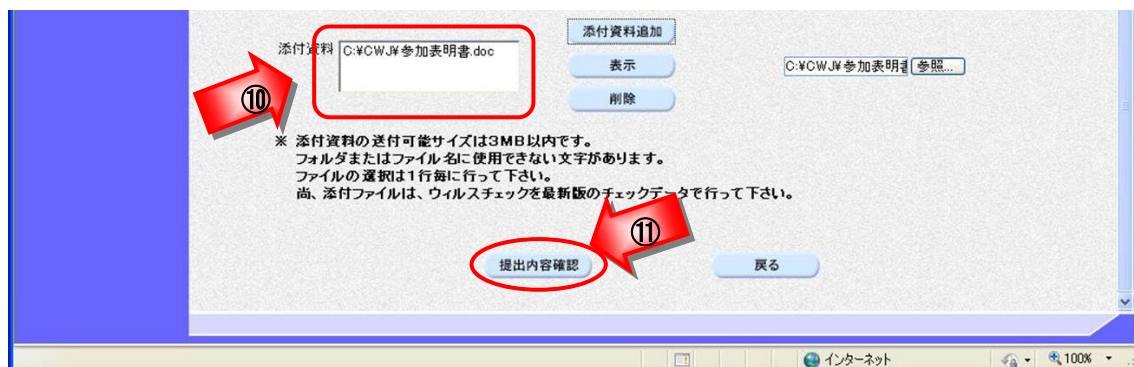 添付資料追加
添付資料
C:¥CWJ¥参加表明書.doc
表示
C:¥CWJ¥参加表明書
参照...
削除
⑩
※ 添付資料の送付可能サイズは3MB以内です。
フォルダまたはファイル名に使用できない文字があります。
ファイルの選択は1行毎に行って下さい。
尚、添付ファイルは、ウィルスチェックを最新版のチェックデータで行って下さい。
⑪
提出内容確認
戻る
インターネット
100%